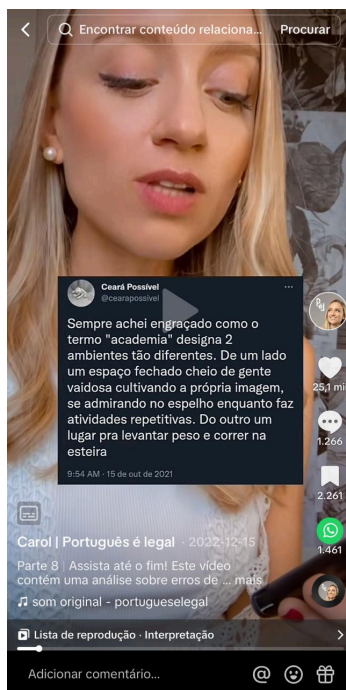 Encontrar conteúdo relaciona... Procurar
Ceará Possível
@cearapossivel
Sempre achei engraçado como o
termo "academia" designa 2
ambientes tão diferentes. De um lado
um espaço fechado cheio de gente
vaidosa cultivando a própria imagem,
se admirando no espelho enquanto faz
atividades repetitivas. Do outro um
lugar pra levantar peso e correr na
esteira
9:54 AM · 15 de out de 2021
25,1 mi
1.266
2.261
1.461
Carol | Português é legal · 2022-12-15
Parte 8 | Assista até o fim! Este vídeo
contém uma análise sobre erros de ... mais
som original - portugueselegal
Lista de reprodução · Interpretação
Adicionar comentário...